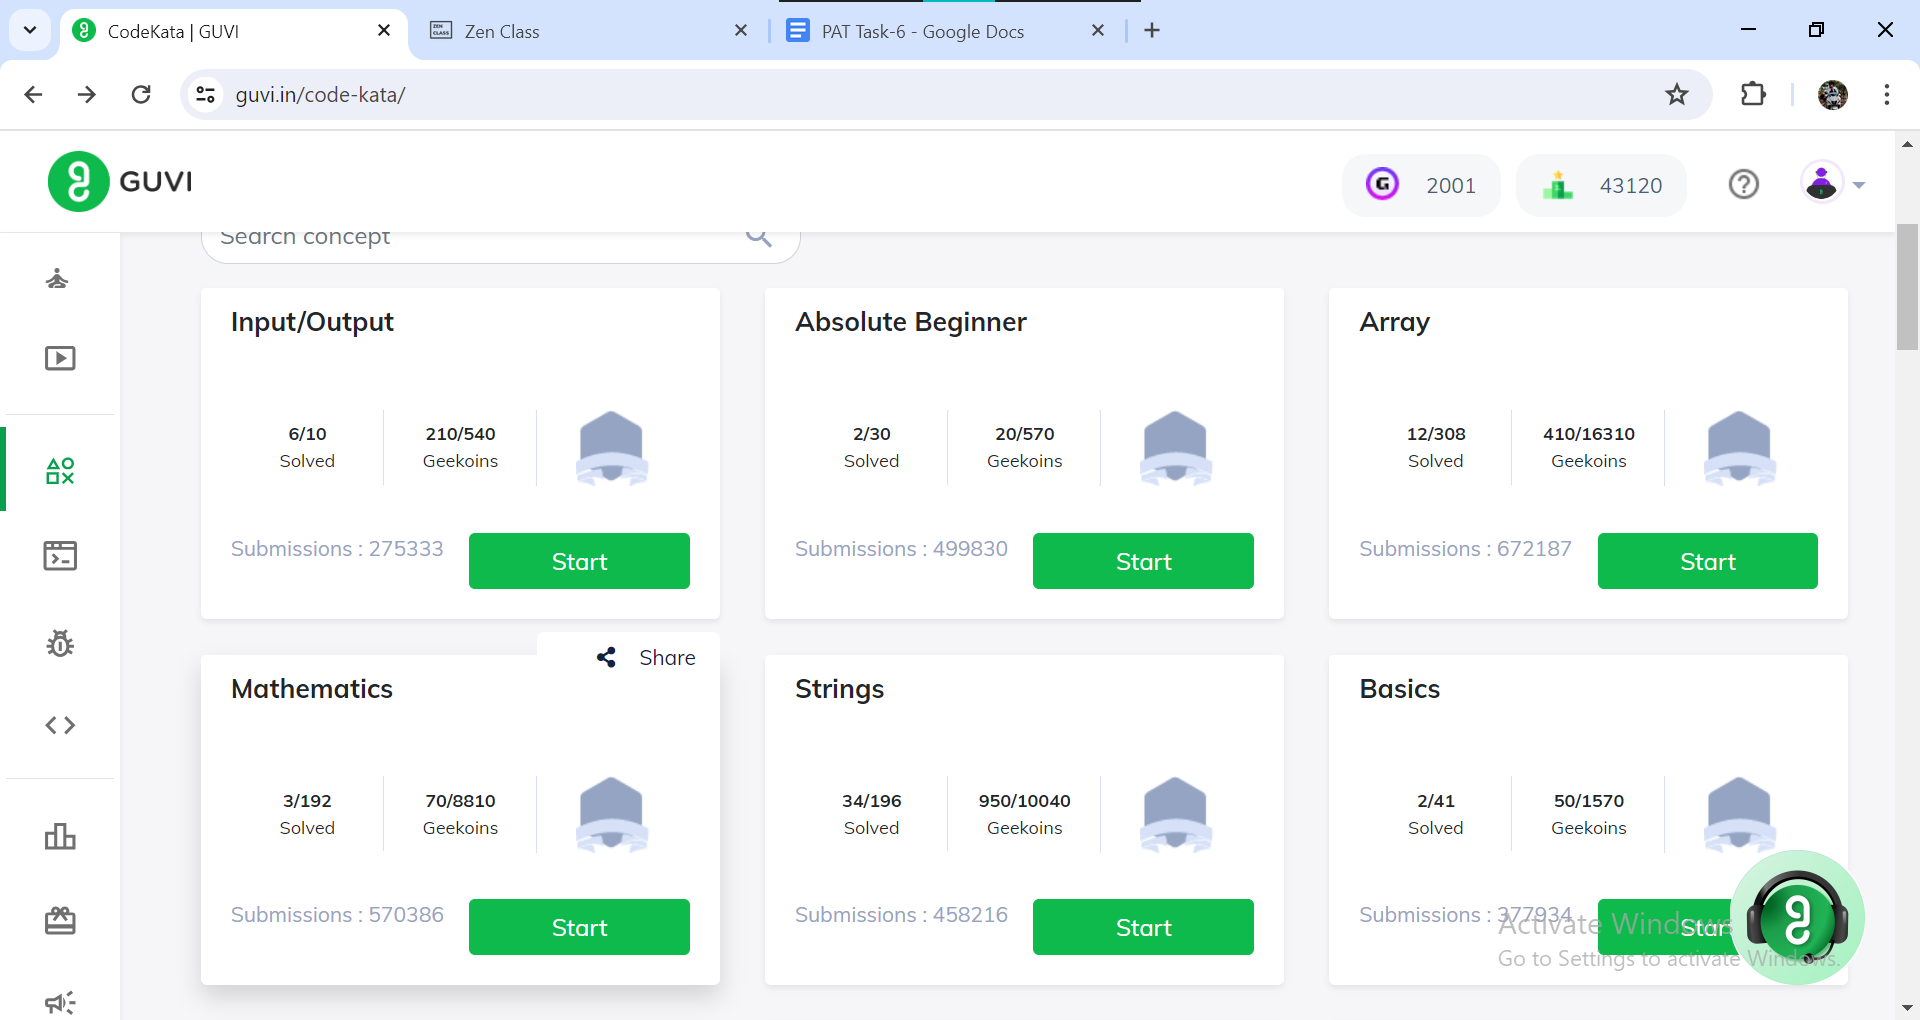 CodeKata | GUVI
Zen Class
PAT Task-6 - Google Docs
guvi.in/code-kata/
GUVI
2001
43120
Search concept
Input/Output
6/10
Solved
210/540
Geekoins
Submissions : 275333
Start
Absolute Beginner
2/30
Solved
20/570
Geekoins
Submissions : 499830
Start
Array
12/308
Solved
410/16310
Geekoins
Submissions : 672187
Start
Share
Mathematics
3/192
Solved
70/8810
Geekoins
Submissions : 570386
Start
Strings
34/196
Solved
950/10040
Geekoins
Submissions : 458216
Start
Basics
2/41
Solved
50/1570
Geekoins
Submissions : 377934
Start
Activate Windows
Go to Settings to activate Windows.